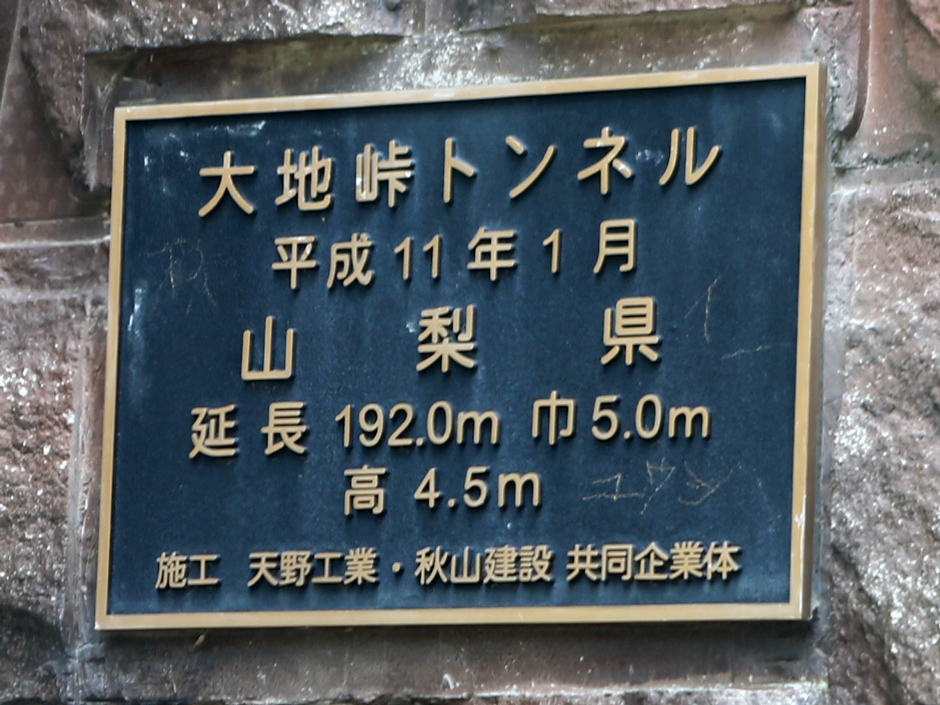 大地峠トンネル
平成11年1月
山梨県
延長 192.0m 巾5.0m
高 4.5m
施工 天野工業・秋山建設 共同企業体